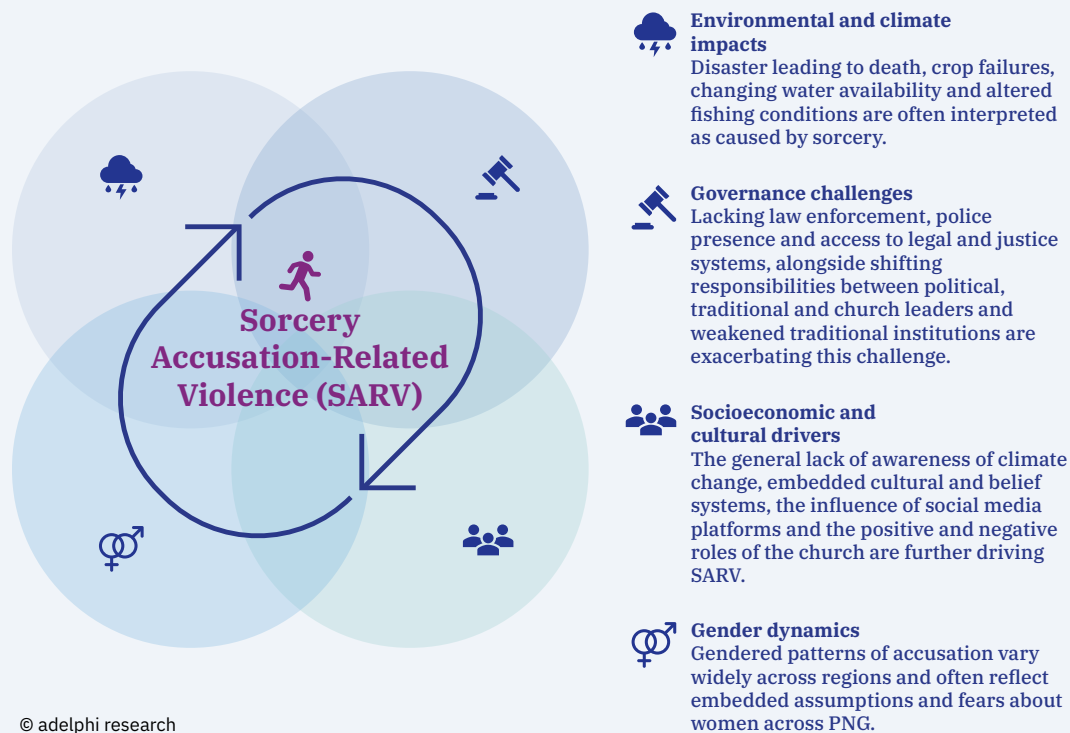 Sorcery
Accusation-Related
Violence (SARV)
© adelphi research
Environmental and climate
impacts
Disaster leading to death, crop failures,
changing water availability and altered
fishing conditions are often interpreted
as caused by sorcery.
Governance challenges
Lacking law enforcement, police
presence and access to legal and justice
systems, alongside shifting
responsibilities between political,
traditional and church leaders and
weakened traditional institutions are
exacerbating this challenge.
Socioeconomic and
cultural drivers
The general lack of awareness of climate
change, embedded cultural and belief
systems, the influence of social media
platforms and the positive and negative
roles of the church are further driving
SARV.
Gender dynamics
Gendered patterns of accusation vary
widely across regions and often reflect
embedded assumptions and fears about
women across PNG.